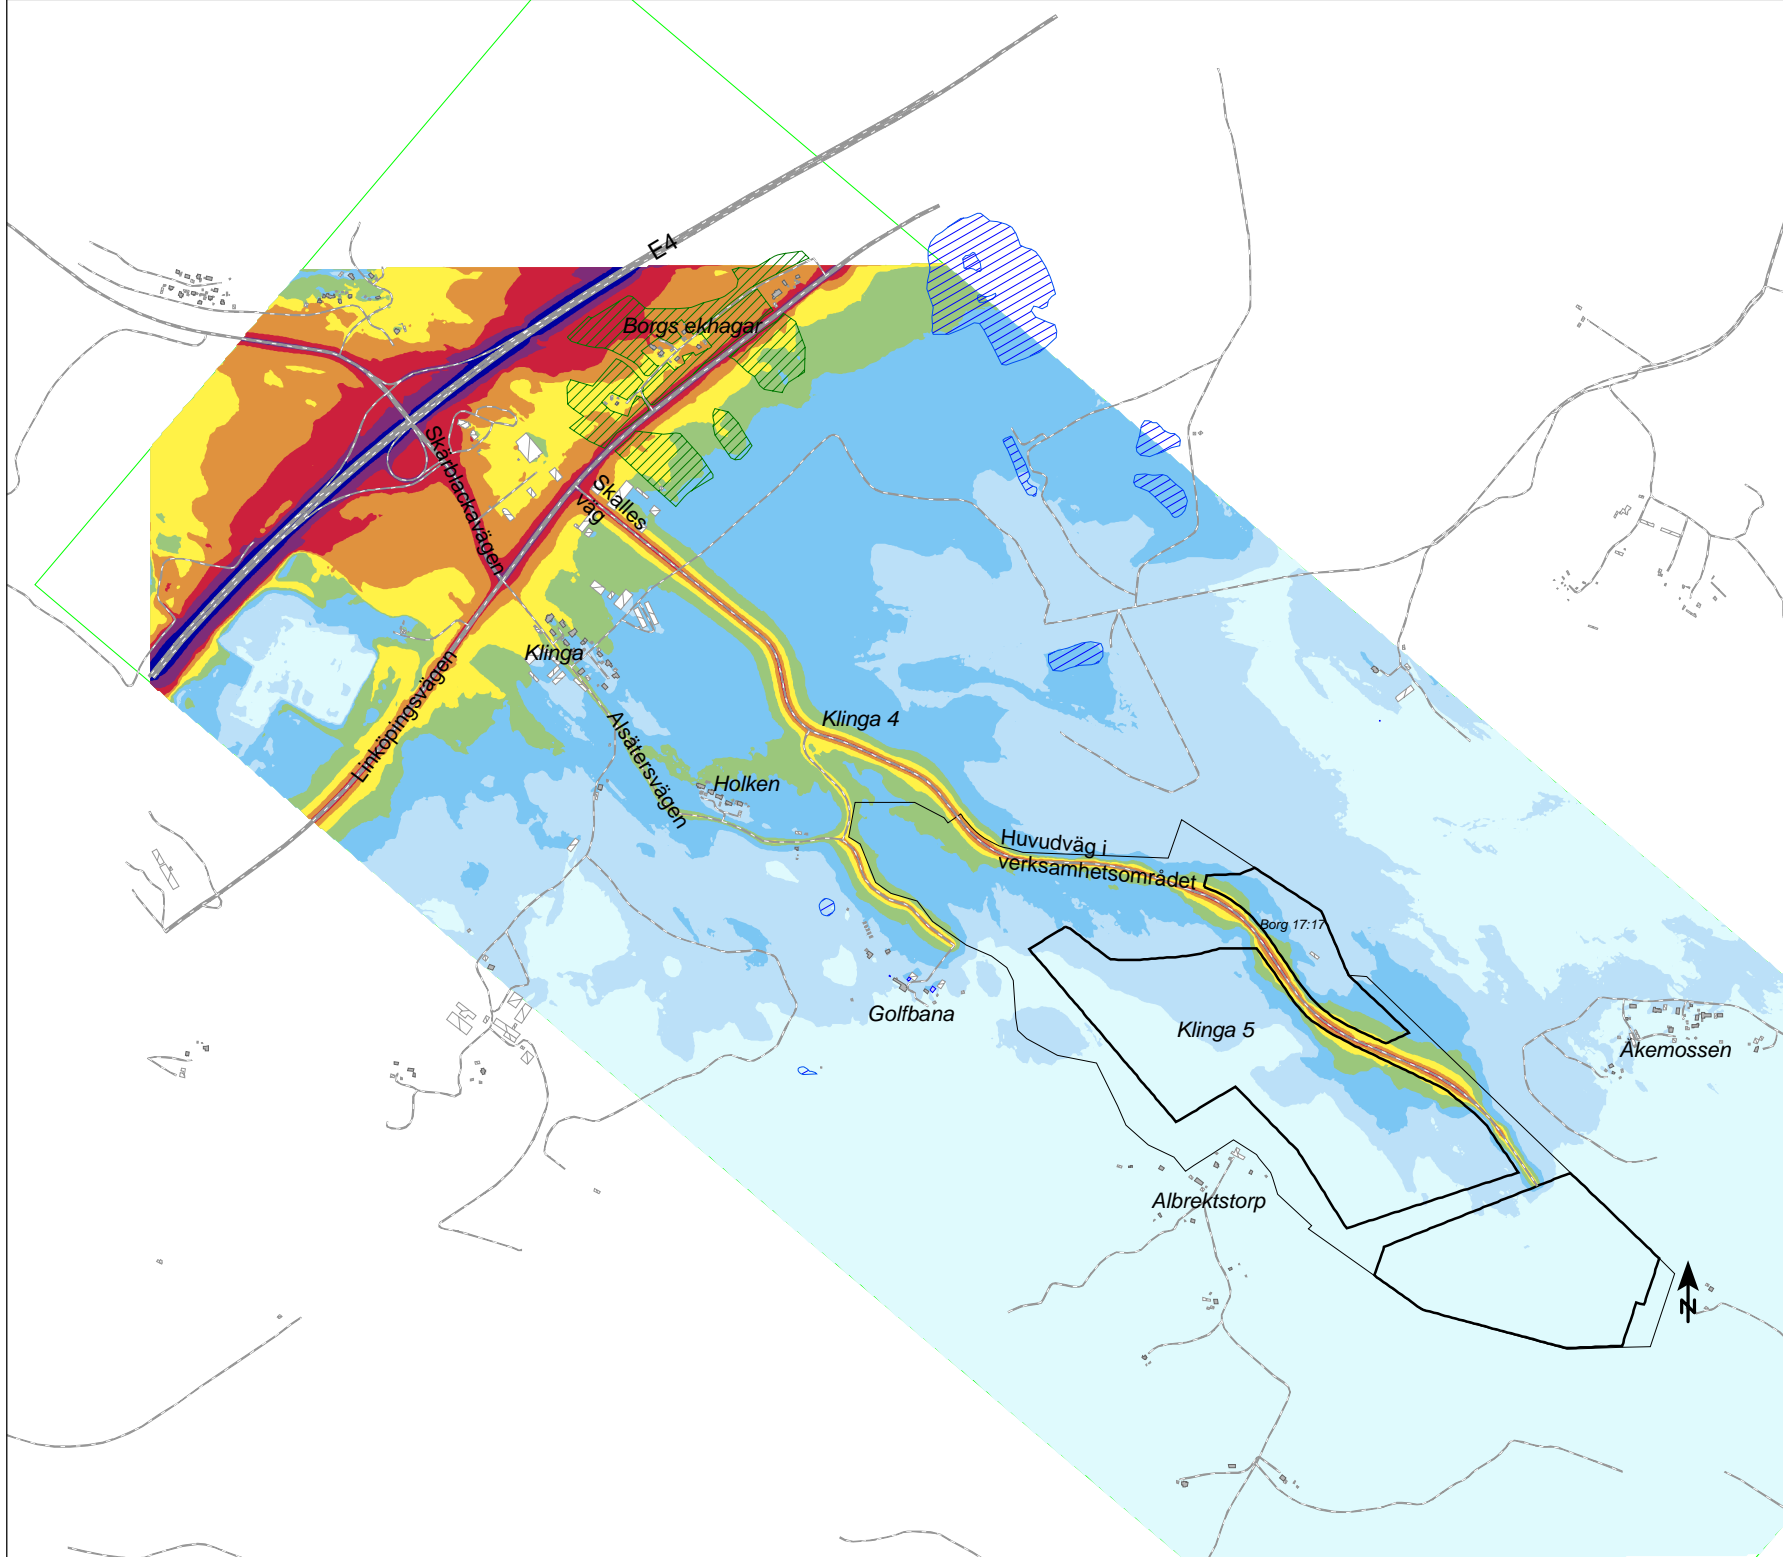 E4
Borgs ekhagar
Skärblackavägen
Skalles
väg
Klinga
Linköpingsvägen
Alsätersvägen
Klinga 4
Holken
Huvudväg i
verksamhetsområdet
Borg 17:17
Golfbana
Klinga 5
Åkemossen
Albrektstorp
N